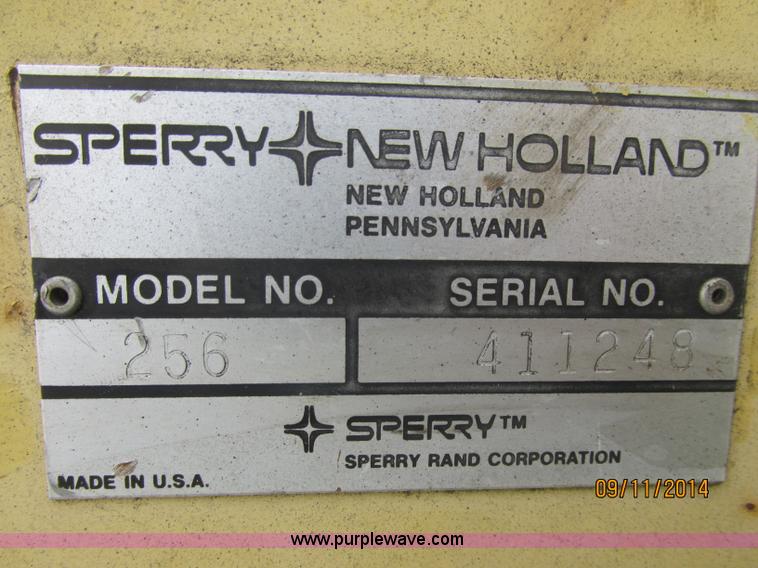 SPERRY NEW HOLLAND™
NEW HOLLAND
PENNSYLVANIA
MODEL NO. SERIAL NO.
256 411248
SPERRY™
SPERRY RAND CORPORATION
MADE IN U.S.A.
09/11/2014
www.purplewave.com